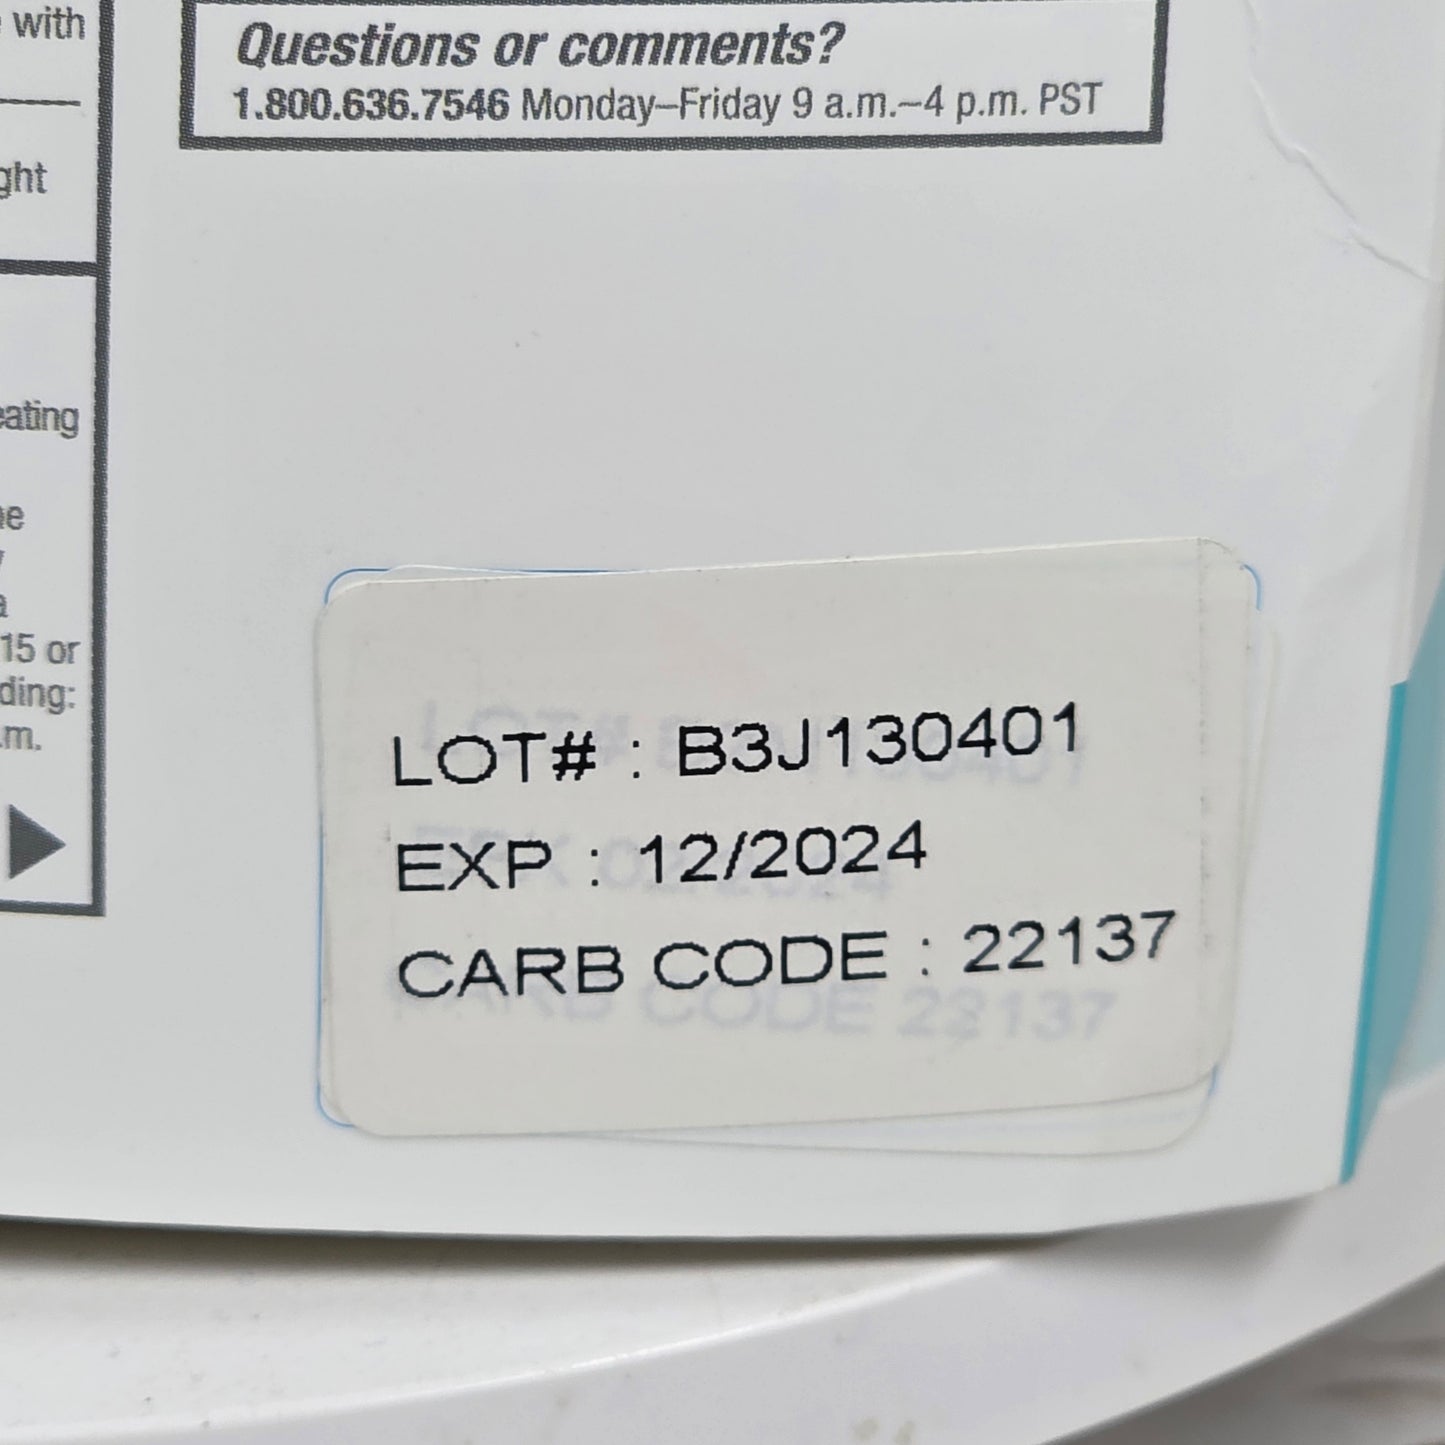 with
ght
eating
15 or
ding:
.m.
Questions or comments?
1.800.636.7546 Monday–Friday 9 a.m.–4 p.m. PST
LOT# : B3J130401
EXP : 12/2024
CARB CODE : 22137